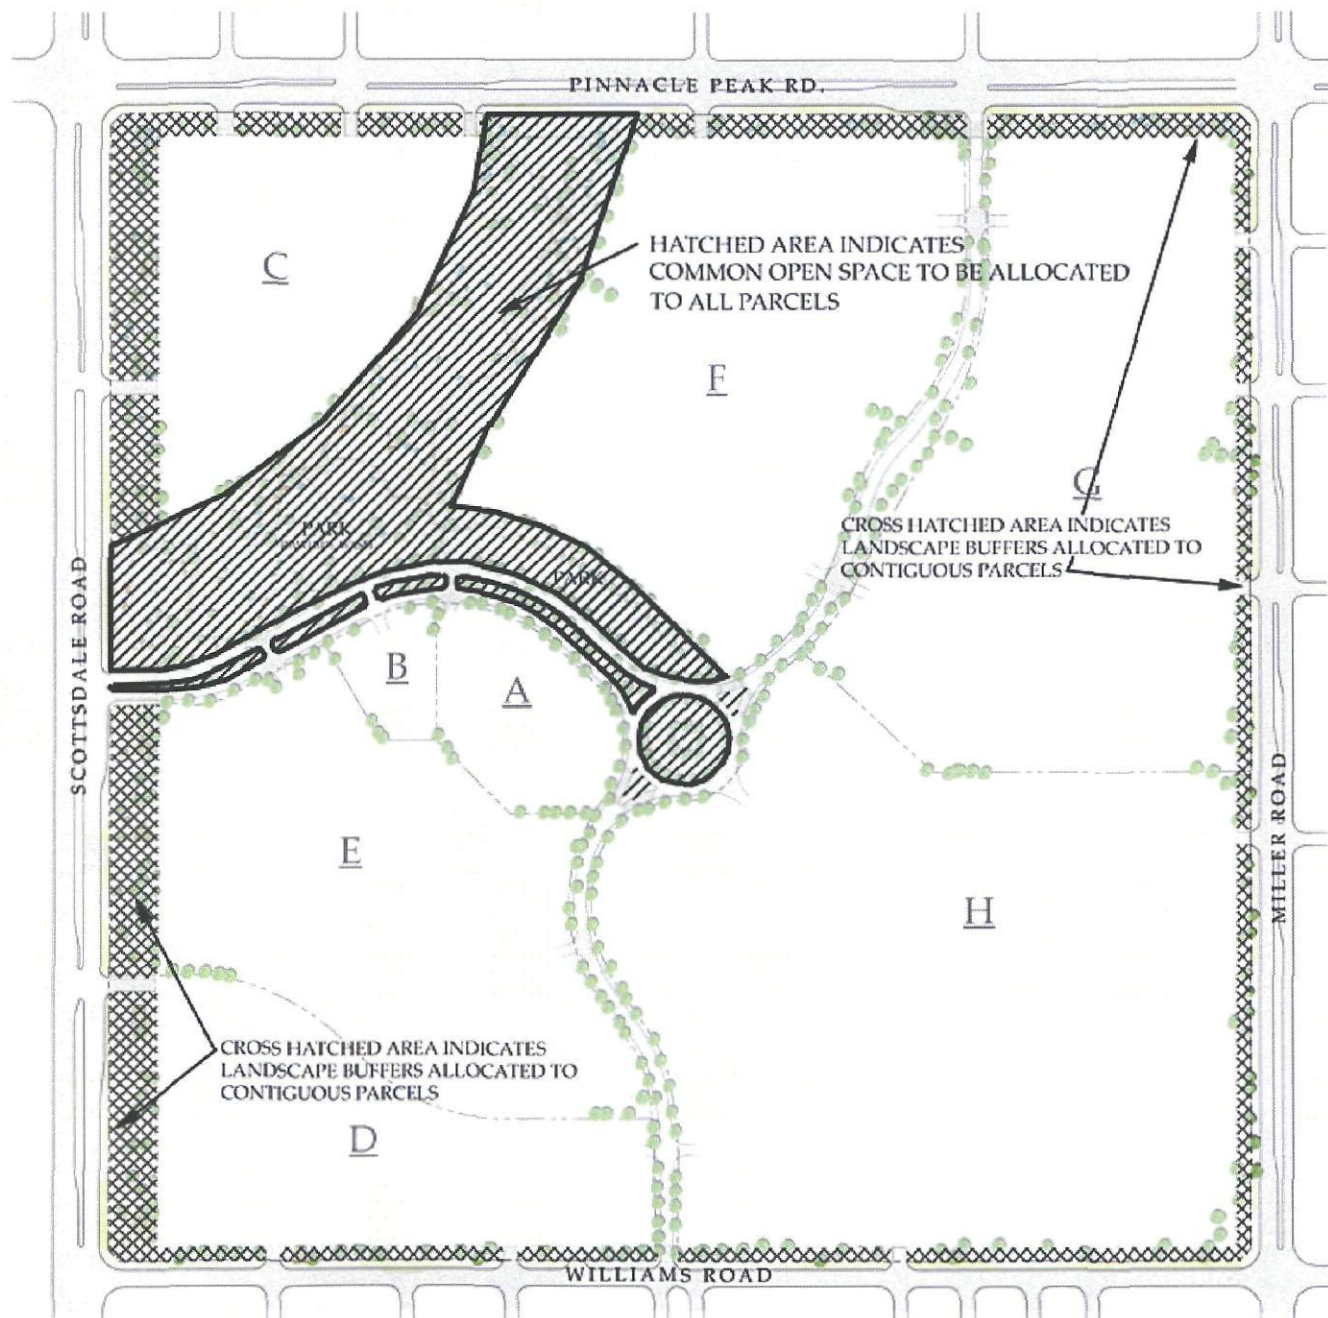 PINNACLE PEAK RD.
HATCHED AREA INDICATES
COMMON OPEN SPACE TO BE ALLOCATED
TO ALL PARCELS
C
F
G
CROSS HATCHED AREA INDICATES
LANDSCAPE BUFFERS ALLOCATED TO
CONTIGUOUS PARCELS
PARK
PARK
SCOTTSDALE ROAD
B
A
E
H
MILLER ROAD
CROSS HATCHED AREA INDICATES
LANDSCAPE BUFFERS ALLOCATED TO
CONTIGUOUS PARCELS
D
WILLIAMS ROAD